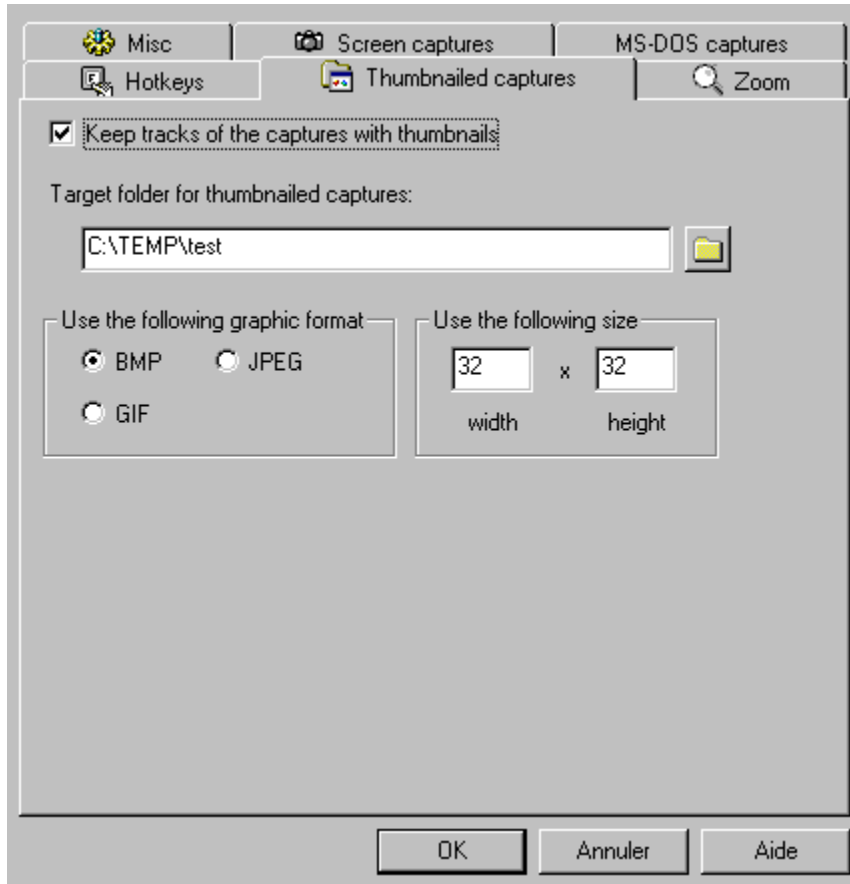 Misc Screen captures MS-DOS captures
Hotkeys Thumbnailed captures Zoom
Keep tracks of the captures with thumbnails
Target folder for thumbnailed captures:
C:\TEMP\test
Use the following graphic format Use the following size
BMP JPEG 32 x 32
GIF width height
OK Annuler Aide